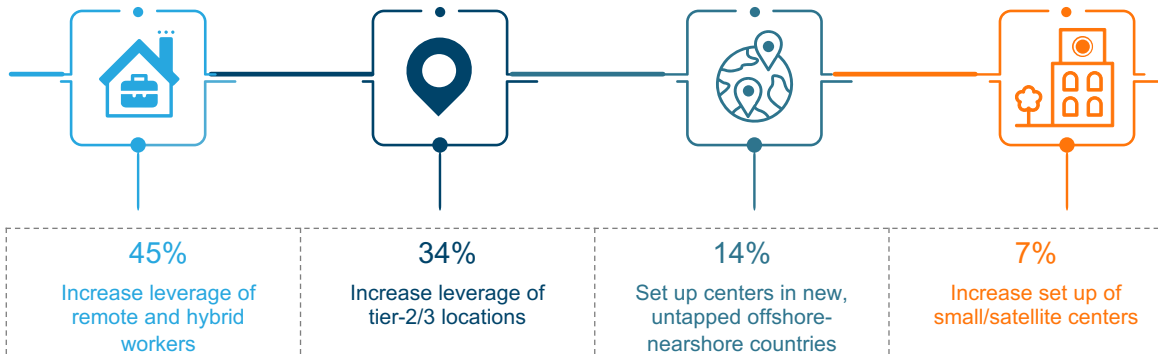 45%
Increase leverage of
remote and hybrid
workers
34%
Increase leverage of
tier-2/3 locations
14%
Set up centers in new,
untapped offshore-
nearshore countries
7%
Increase set up of
small/satellite centers